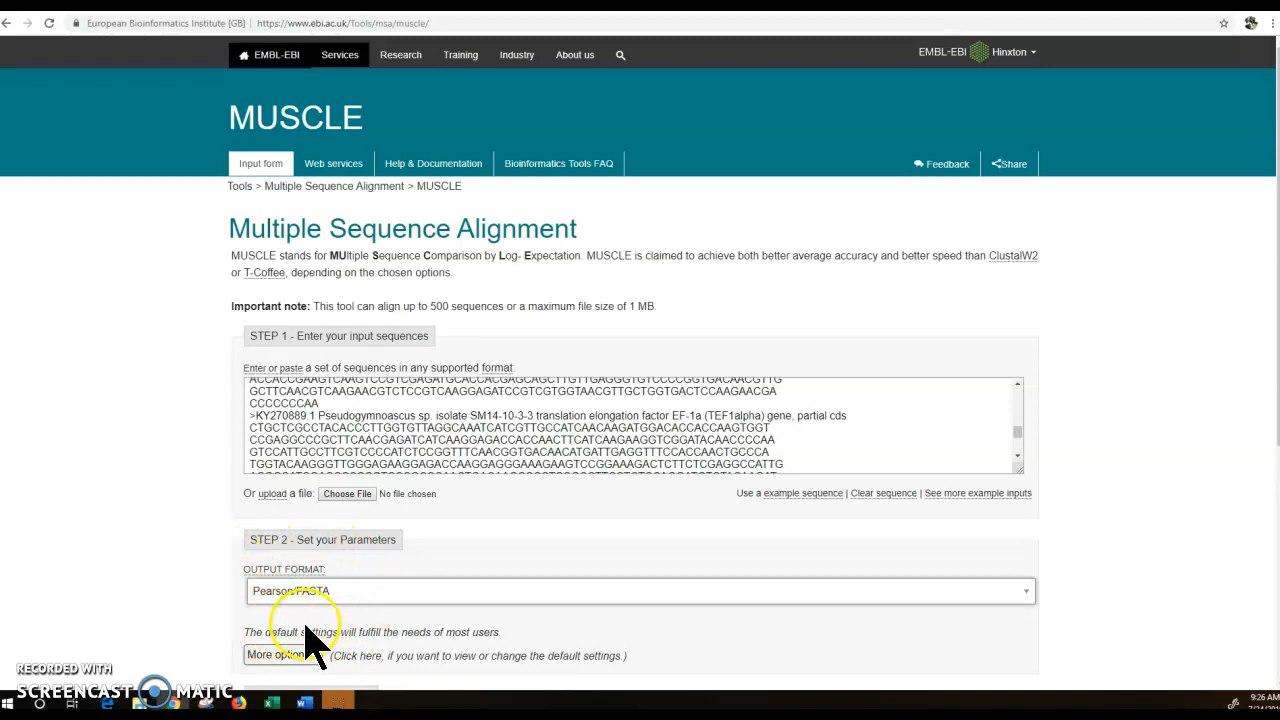 European Bioinformatics Institute [GB] https://www.ebi.ac.uk/Tools/msa/muscle/
EMBL-EBI Services Research Training Industry About us
EMBL-EBI Hinxton
MUSCLE
Input form Web services Help & Documentation Bioinformatics Tools FAQ Feedback Share
Tools > Multiple Sequence Alignment > MUSCLE
Multiple Sequence Alignment
MUSCLE stands for MUltiple Sequence Comparison by Log- Expectation. MUSCLE is claimed to achieve both better average accuracy and better speed than ClustalW2
or T-Coffee, depending on the chosen options.
Important note: This tool can align up to 500 sequences or a maximum file size of 1 MB.
STEP 1 - Enter your input sequences
Enter or paste a set of sequences in any supported format:
ACCACCGAAGTCAAGTCCGTCGAGATGCACCACGAGCAGCTTGTTGAGGGTGTCCCCGGTGACAACGTTG
GCTTCAACGTCAAGAACGTCTCCGTCAAGGAGATCCGTCGTGGTAACGTTGCTGGTGACTCCAAGAACGA
CCCCCCCAA
>KY270889.1 Pseudogymnoascus sp. isolate SM14-10-3-3 translation elongation factor EF-1a (TEF1alpha) gene, partial cds
CTGCTCGCCTACACCCTTGGTGTTAGGCAAATCATCGTTGCCATCAACAAGATGGACACCACCAAGTGGT
CCGAGGCCCGCTTCAACGAGATCATCAAGGAGACCACCAACTTCATCAAGAAGGTCGGATACAACCCCAA
GTCCATTGCCTTCGTCCCCATCTCCGGTTTCAACGGTGACAACATGATTGAGGTTTCCACCAACTGCCCA
TGGTACAAGGGTTGGGAGAAGGAGACCAAGGAGGGAAAGAAGTCCGGAAAGACTCTTCTCGAGGCCATTG
Or upload a file: Choose File No file chosen Use a example sequence | Clear sequence | See more example inputs
STEP 2 - Set your Parameters
OUTPUT FORMAT:
Pearson/FASTA
The default settings will fulfill the needs of most users.
More options (Click here, if you want to view or change the default settings.)
RECORDED WITH
SCREENCAST MATIC
9:26 AM